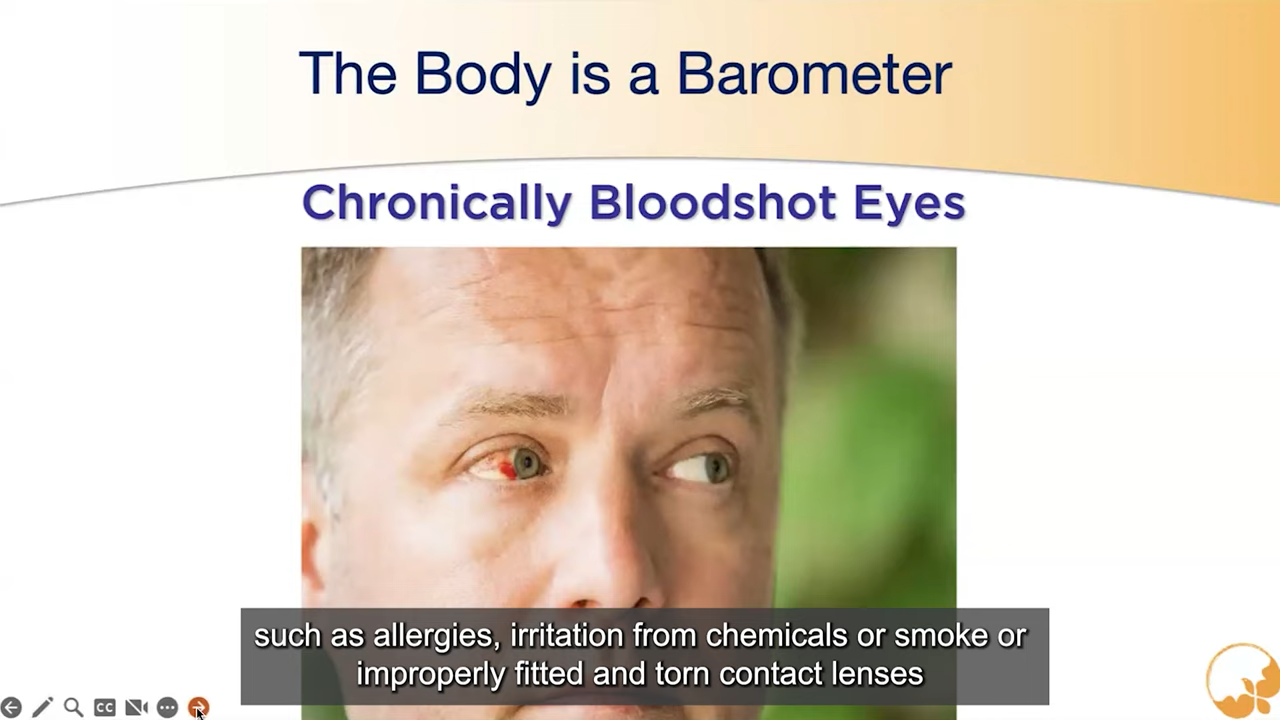 The Body is a Barometer
Chronically Bloodshot Eyes
such as allergies, irritation from chemicals or smoke or
improperly fitted and torn contact lenses
CC